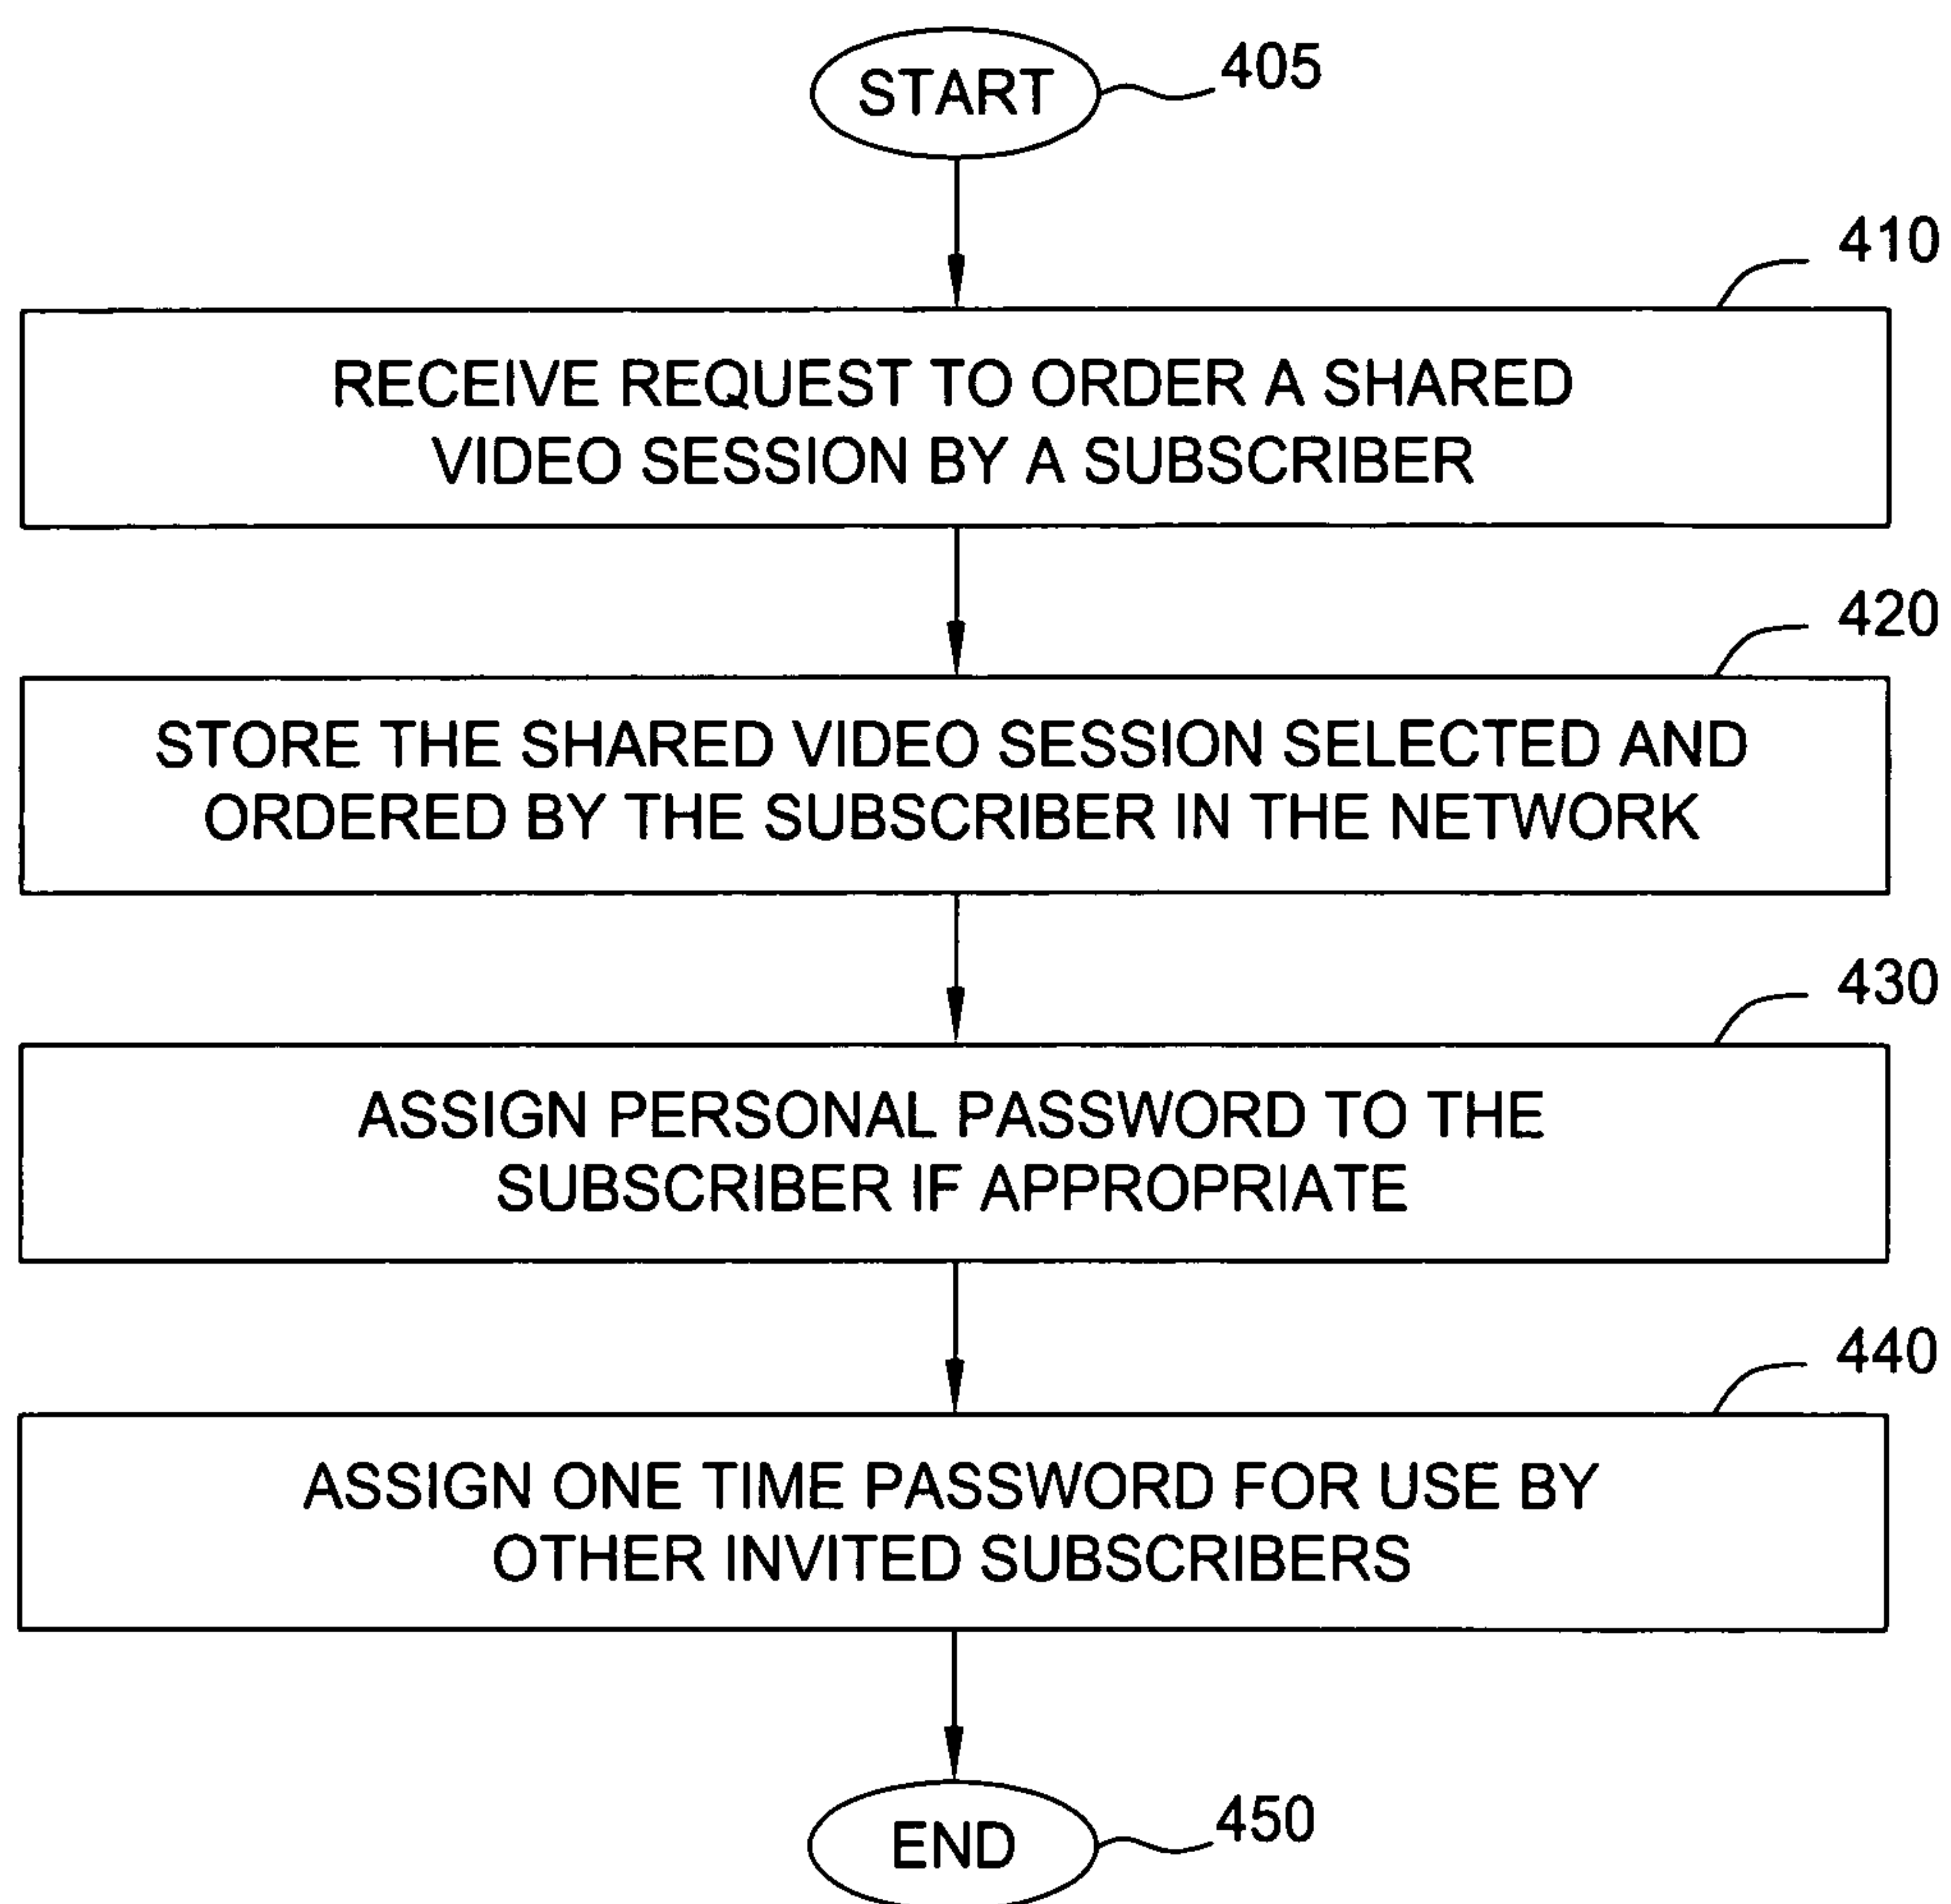 START
405
410
RECEIVE REQUEST TO ORDER A SHARED
VIDEO SESSION BY A SUBSCRIBER
420
STORE THE SHARED VIDEO SESSION SELECTED AND
ORDERED BY THE SUBSCRIBER IN THE NETWORK
430
ASSIGN PERSONAL PASSWORD TO THE
SUBSCRIBER IF APPROPRIATE
440
ASSIGN ONE TIME PASSWORD FOR USE BY
OTHER INVITED SUBSCRIBERS
END
450